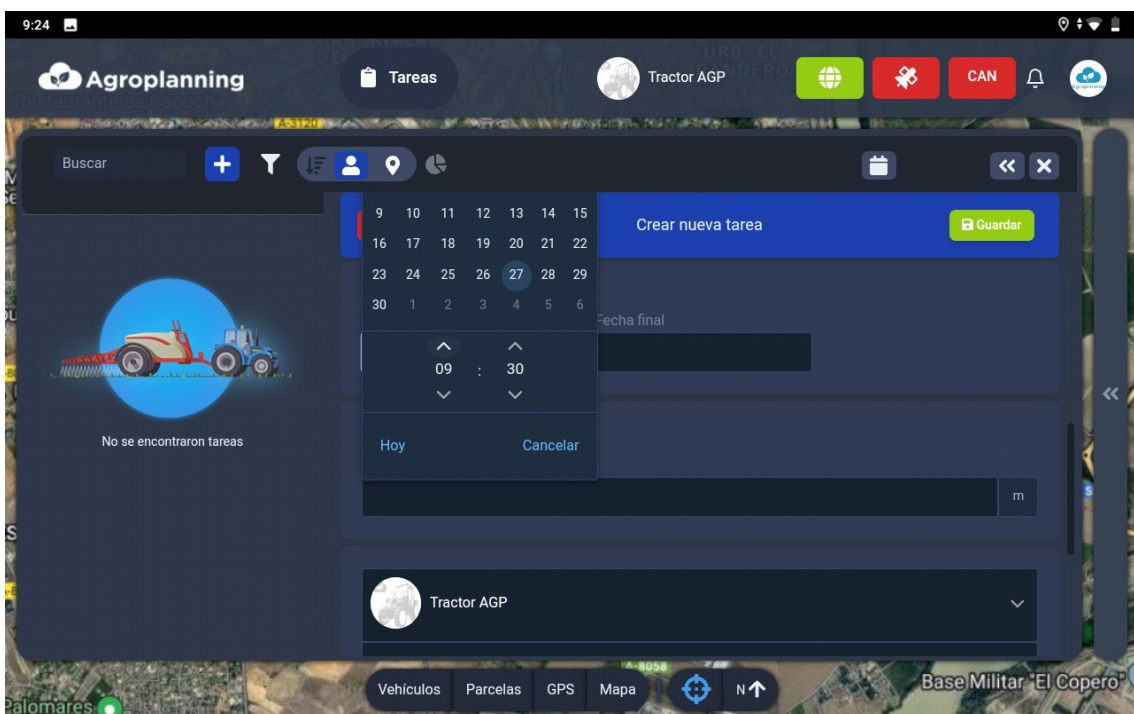 9:24
Agroplanning
Tareas
Tractor AGP
CAN
A-3120
Buscar
Crear nueva tarea
Guardar
9 10 11 12 13 14 15
16 17 18 19 20 21 22
23 24 25 26 27 28 29
30 1 2 3 4 5 6
Fecha final
09 : 30
Hoy
Cancelar
No se encontraron tareas
m
Tractor AGP
A-8058
Vehículos
Parcelas
GPS
Mapa
N
Base Militar "El Copero"
Palomares